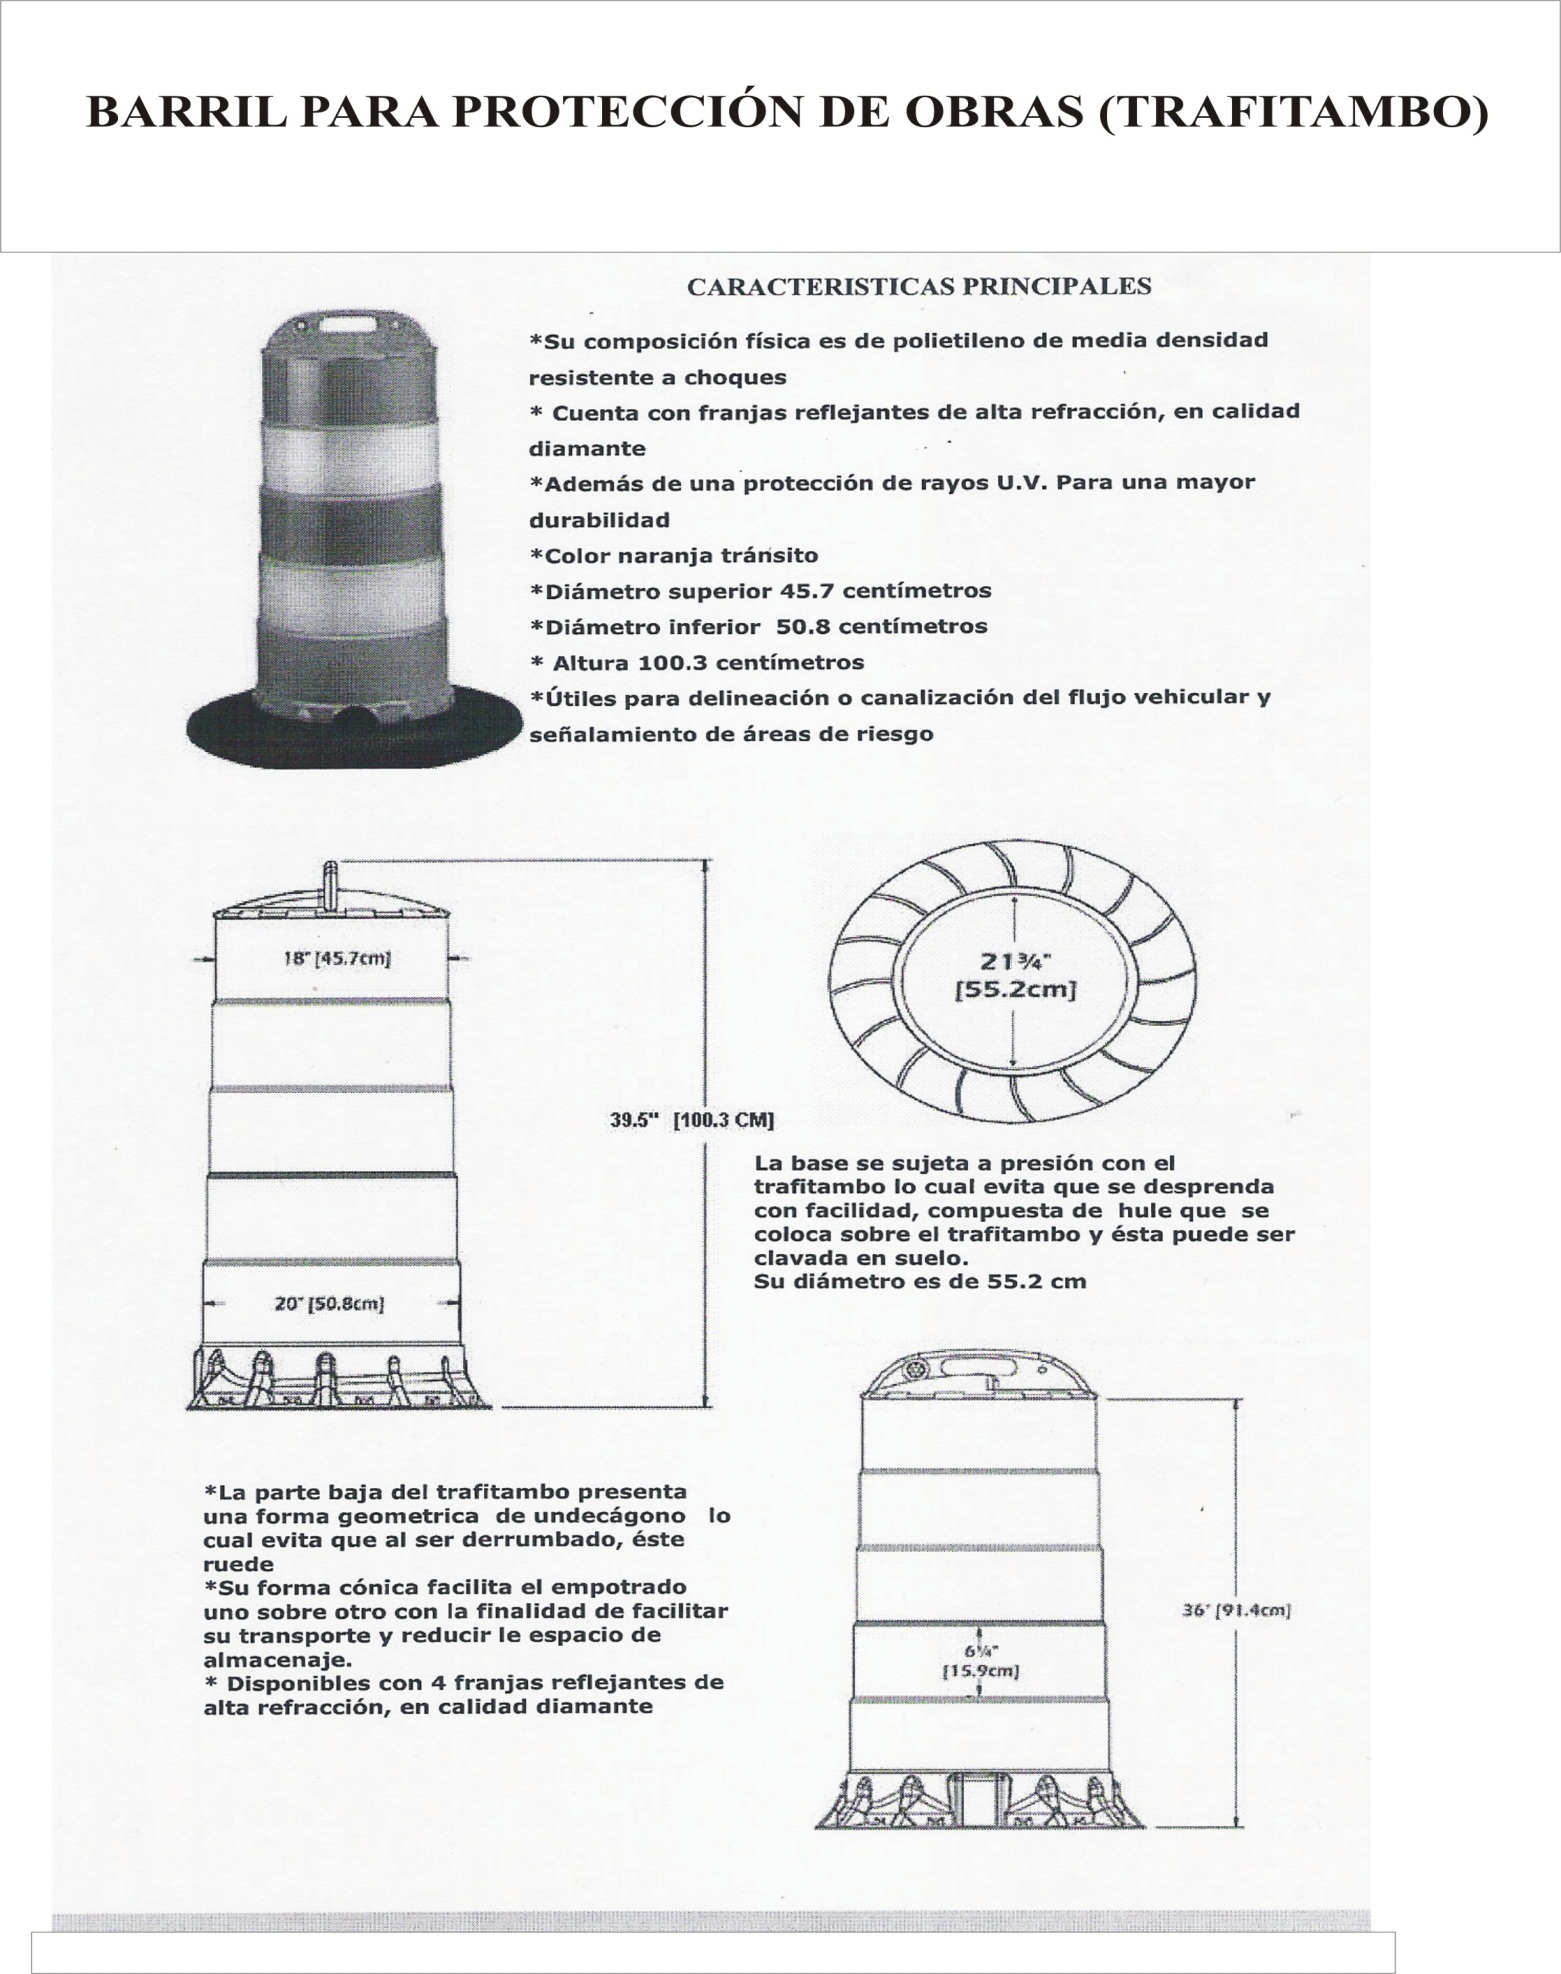 BARRIL PARA PROTECCIÓN DE OBRAS (TRAFITAMBO)
CARACTERISTICAS PRINCIPALES
*Su composición física es de polietileno de media densidad
resistente a choques
* Cuenta con franjas reflejantes de alta refracción, en calidad
diamante
*Además de una protección de rayos U.V. Para una mayor
durabilidad
*Color naranja tránsito
*Diámetro superior 45.7 centímetros
*Diámetro inferior 50.8 centímetros
* Altura 100.3 centímetros
*Útiles para delineación o canalización del flujo vehicular y
señalamiento de áreas de riesgo
18" [45.7cm]
20" [50.8cm]
39.5" [100.3 CM]
21¾"
[55.2cm]
La base se sujeta a presión con el
trafitambo lo cual evita que se desprenda
con facilidad, compuesta de hule que se
coloca sobre el trafitambo y ésta puede ser
clavada en suelo.
Su diámetro es de 55.2 cm
*La parte baja del trafitambo presenta
una forma geometrica de undecágono lo
cual evita que al ser derrumbado, éste
ruede
*Su forma cónica facilita el empotrado
uno sobre otro con la finalidad de facilitar
su transporte y reducir le espacio de
almacenaje.
* Disponibles con 4 franjas reflejantes de
alta refracción, en calidad diamante
36" [91.4cm]
6¼"
[15.9cm]